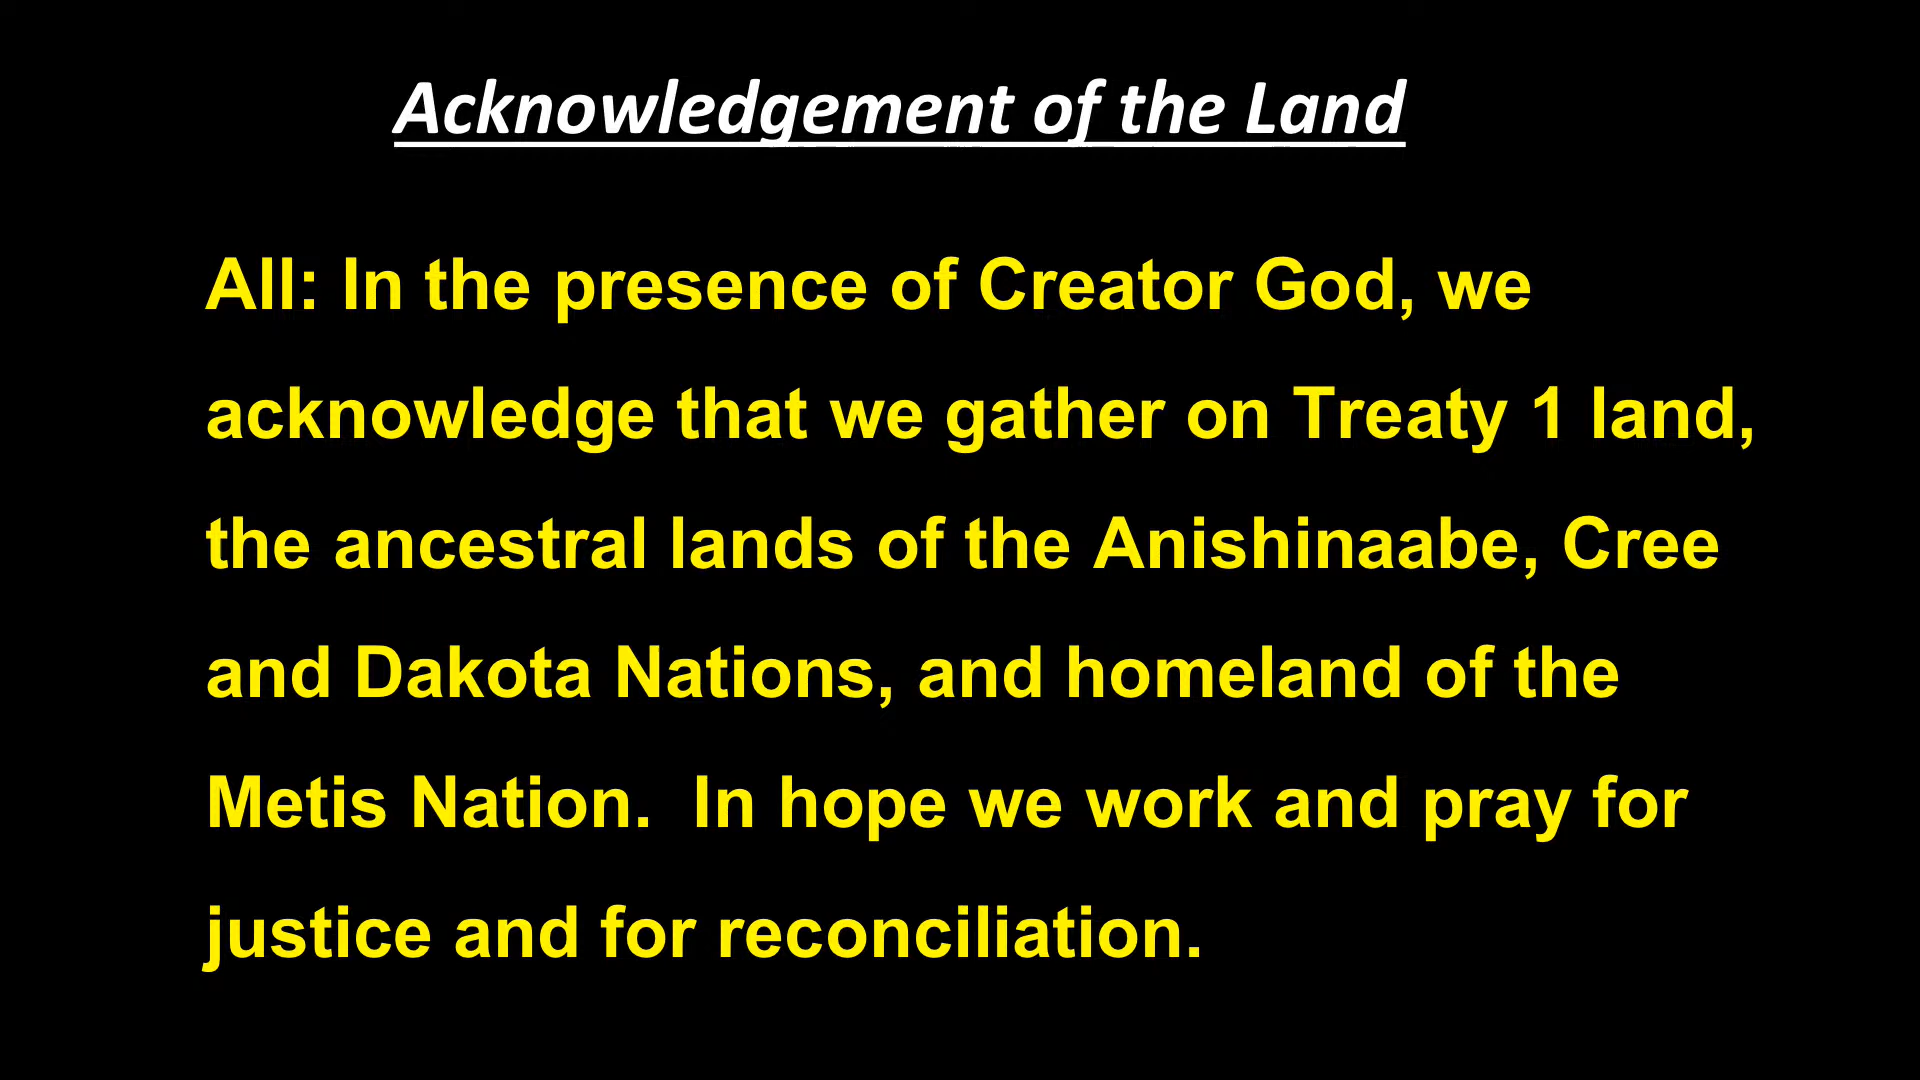 Acknowledgement of the Land
All: In the presence of Creator God, we
acknowledge that we gather on Treaty 1 land,
the ancestral lands of the Anishinaabe, Cree
and Dakota Nations, and homeland of the
Metis Nation.  In hope we work and pray for
justice and for reconciliation.